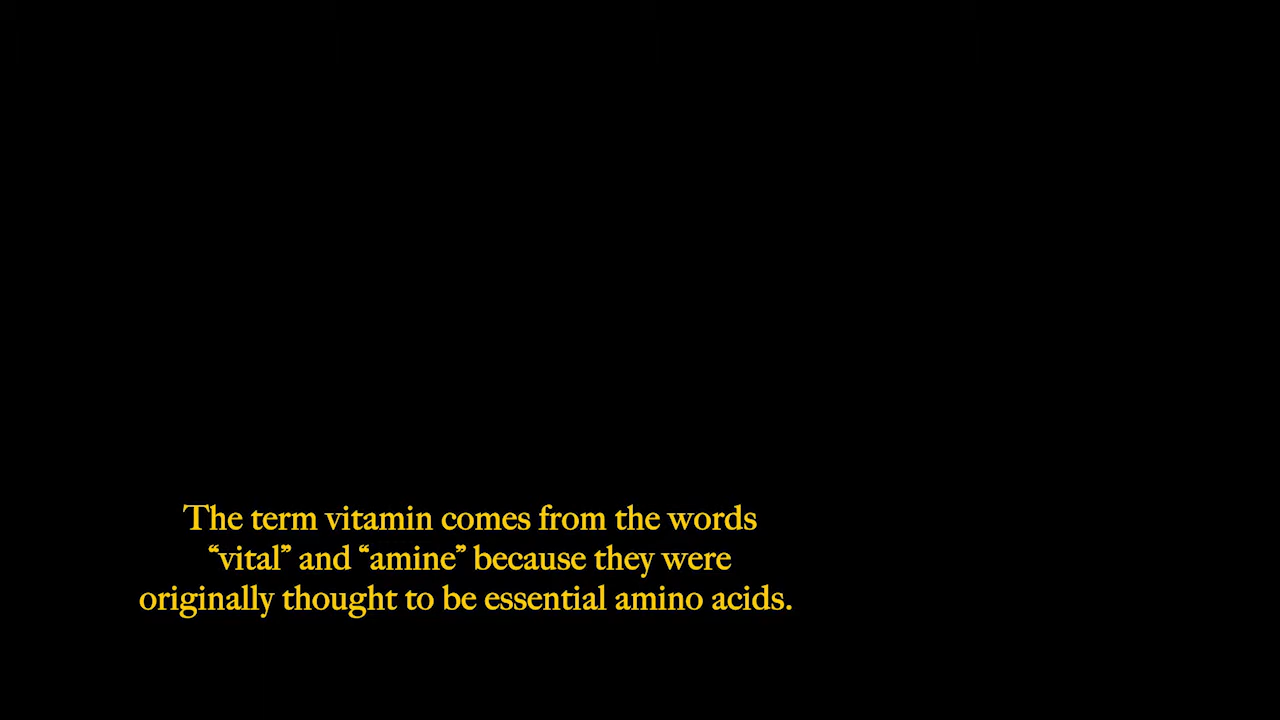 The term vitamin comes from the words
“vital” and “amine” because they were
originally thought to be essential amino acids.